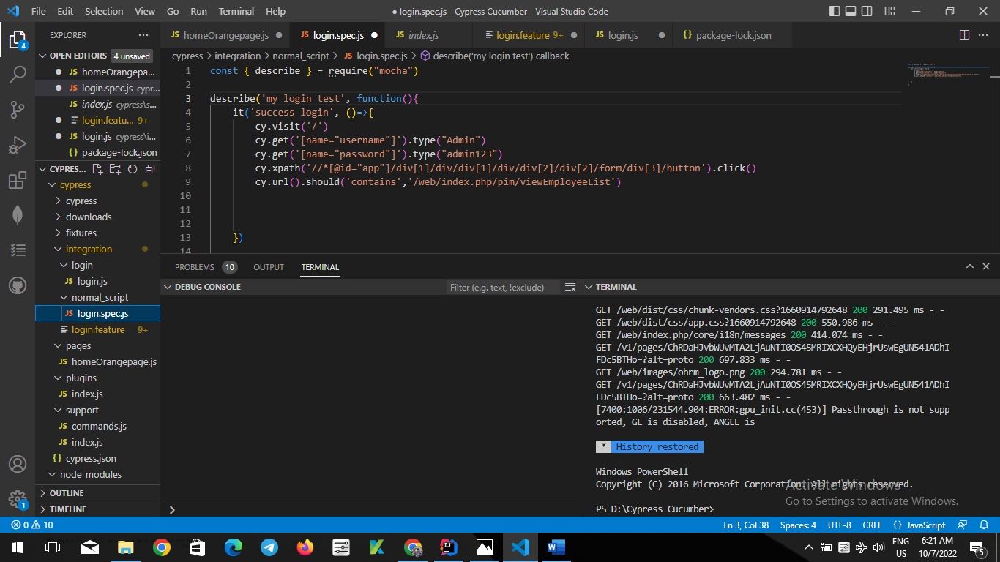 File Edit Selection View Go Run Terminal Help
● login.spec.js - Cypress Cucumber - Visual Studio Code
EXPLORER ···
OPEN EDITORS 4 unsaved
● JS homeOrangepa...
● JS login.spec.js cypr...
JS index.js cypress\s...
● login.featu... 9+
● JS login.js cypress\i...
{} package-lock.json
CYPRES...
cypress
cypress
downloads
fixtures
integration
login
JS login.js
normal_script
JS login.spec.js
login.feature 9+
pages
JS homeOrangepage.js
plugins
JS index.js
support
JS commands.js
JS index.js
{} cypress.json
node_modules
OUTLINE
TIMELINE
4
1
JS homeOrangepage.js ● JS login.spec.js ● JS index.js login.feature 9+ ● JS login.js ● {} package-lock.json ···
cypress > integration > normal_script > JS login.spec.js > describe('my login test') callback
1 const { describe } = require("mocha")
2
3 describe('my login test', function(){
4 it('success login', ()=>{
5 cy.visit('/')
6 cy.get('[name="username"]').type("Admin")
7 cy.get('[name="password"]').type("admin123")
8 cy.xpath('//*[@id="app"]/div[1]/div/div[1]/div/div[2]/div[2]/form/div[3]/button').click()
9 cy.url().should('contains','/web/index.php/pim/viewEmployeeList')
10
11
12
13 })
14
PROBLEMS 10 OUTPUT TERMINAL
DEBUG CONSOLE Filter (e.g. text, !exclude)
TERMINAL
GET /web/dist/css/chunk-vendors.css?1660914792648 200 291.495 ms - -
GET /web/dist/css/app.css?1660914792648 200 550.986 ms - -
GET /web/index.php/core/i18n/messages 200 414.074 ms - -
GET /v1/pages/ChRDaHJvbWUvMTA2LjAuNTI0OS45MRIXCXHQyEHjrUswEgUN541ADhI
FDc5BTHo=?alt=proto 200 697.833 ms - -
GET /web/images/ohrm_logo.png 200 294.781 ms - -
GET /v1/pages/ChRDaHJvbWUvMTA2LjAuNTI0OS45MRIXCXHQyEHjrUswEgUN541ADhI
FDc5BTHo=?alt=proto 200 663.482 ms - -
[7400:1006/231544.904:ERROR:gpu_init.cc(453)] Passthrough is not supp
orted, GL is disabled, ANGLE is
* History restored
Windows PowerShell
Copyright (C) 2016 Microsoft Corporation. All rights reserved.
PS D:\Cypress Cucumber>
Activate Windows
Go to Settings to activate Windows.
0 10
Ln 3, Col 38 Spaces: 4 UTF-8 CRLF {} JavaScript
ENG
US
6:21 AM
10/7/2022
5